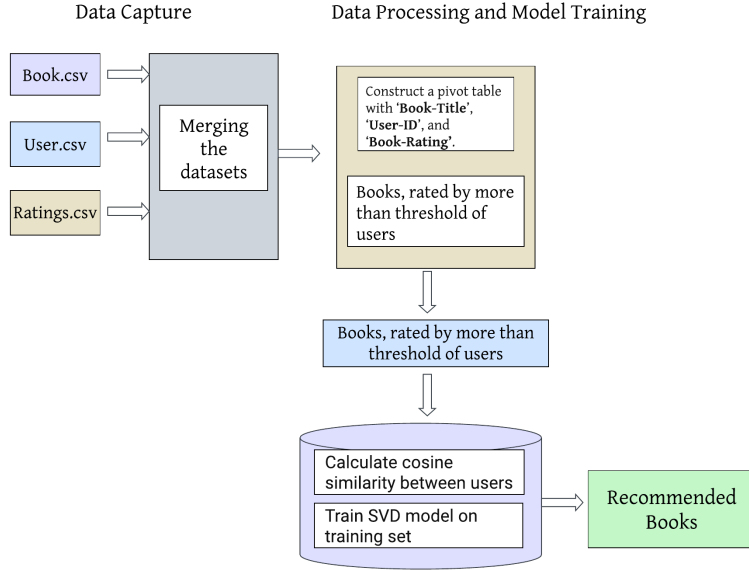 Data Capture
Data Processing and Model Training
Book.csv
User.csv
Ratings.csv
Merging
the
datasets
Construct a pivot table
with ‘Book-Title’,
‘User-ID’, and
‘Book-Rating’.
Books, rated by more
than threshold of
users
Books, rated by more than
threshold of users
Calculate cosine
similarity between users
Train SVD model on
training set
Recommended
Books